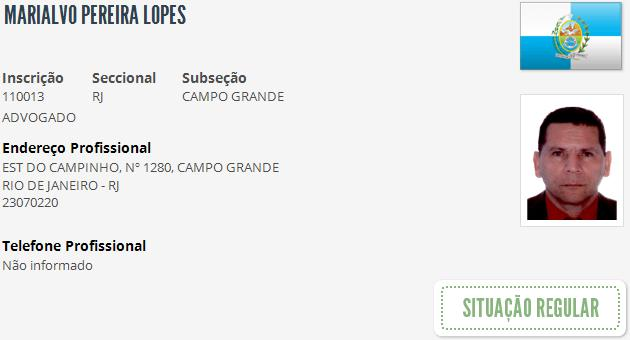 MARIALVO PEREIRA LOPES
Inscrição Seccional Subseção
110013 RJ CAMPO GRANDE
ADVOGADO
Endereço Profissional
EST DO CAMPINHO, Nº 1280, CAMPO GRANDE
RIO DE JANEIRO - RJ
23070220
Telefone Profissional
Não informado
SITUAÇÃO REGULAR